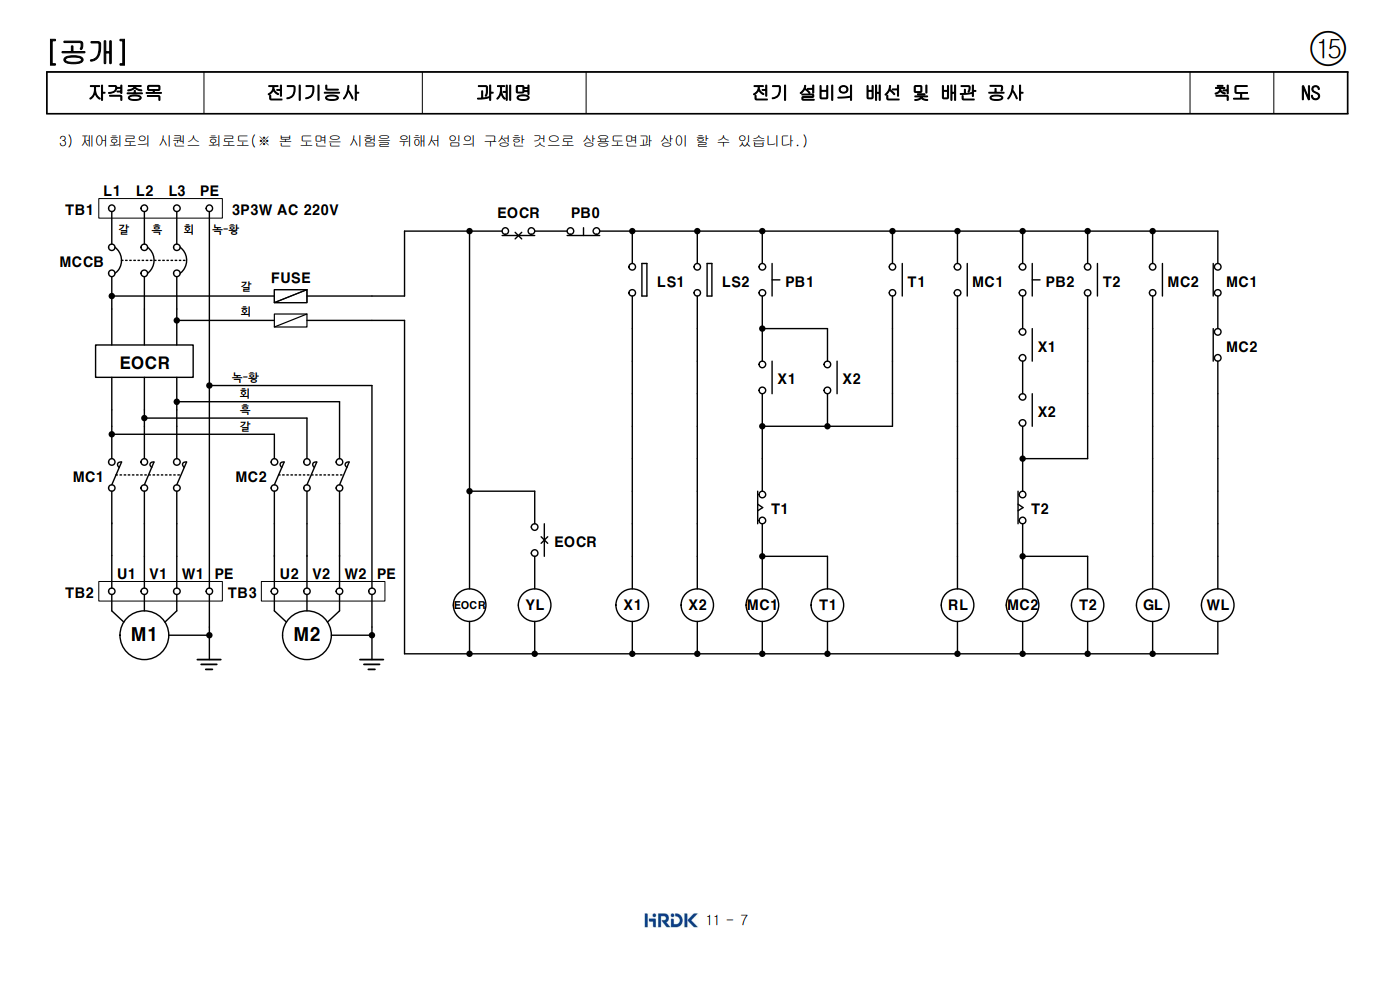 [공개]
⑮
자격종목 전기기능사 과제명 전기 설비의 배선 및 배관 공사 척도 NS
3) 제어회로의 시퀀스 회로도(※ 본 도면은 시험을 위해서 임의 구성한 것으로 상용도면과 상이 할 수 있습니다.)
L1 L2 L3 PE
TB1 3P3W AC 220V
갈 흑 회 녹-황
MCCB
FUSE
갈
회
EOCR
녹-황
회
흑
갈
MC1 MC2
U1 V1 W1 PE U2 V2 W2 PE
TB2 TB3
M1 M2
EOCR PB0
LS1 LS2 PB1 T1 MC1 PB2 T2 MC2 MC1
X1 MC2
X1 X2
X2
T1 T2
EOCR
EOCR YL X1 X2 MC1 T1 RL MC2 T2 GL WL
HRDK 11 - 7